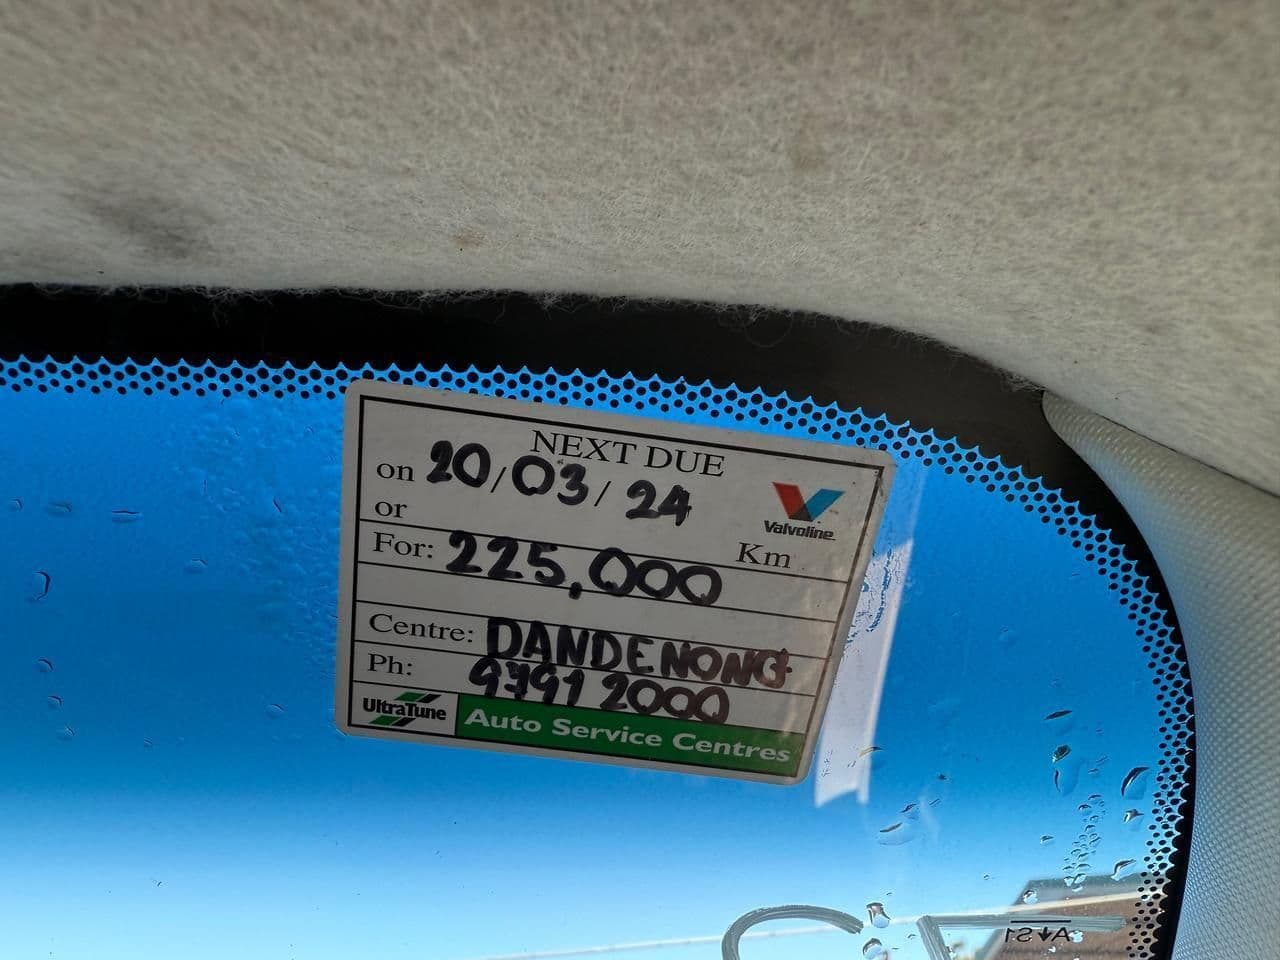 NEXT DUE
on 20/03/24
or
Valvoline
For: 225,000 Km
Centre: DANDENONG
Ph: 9791 2000
UltraTune Auto Service Centres
AS1